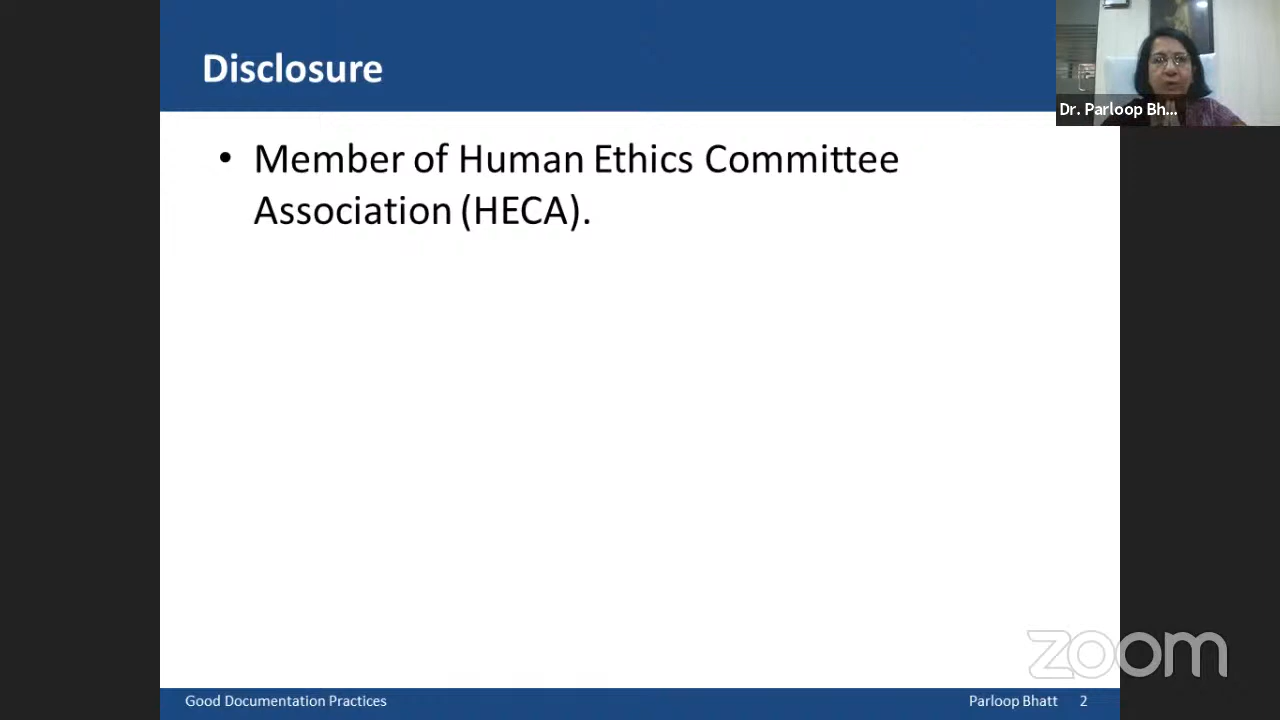 Disclosure
Dr. Parloop Bh...
• Member of Human Ethics Committee
Association (HECA).
zoom
Good Documentation Practices
Parloop Bhatt 2